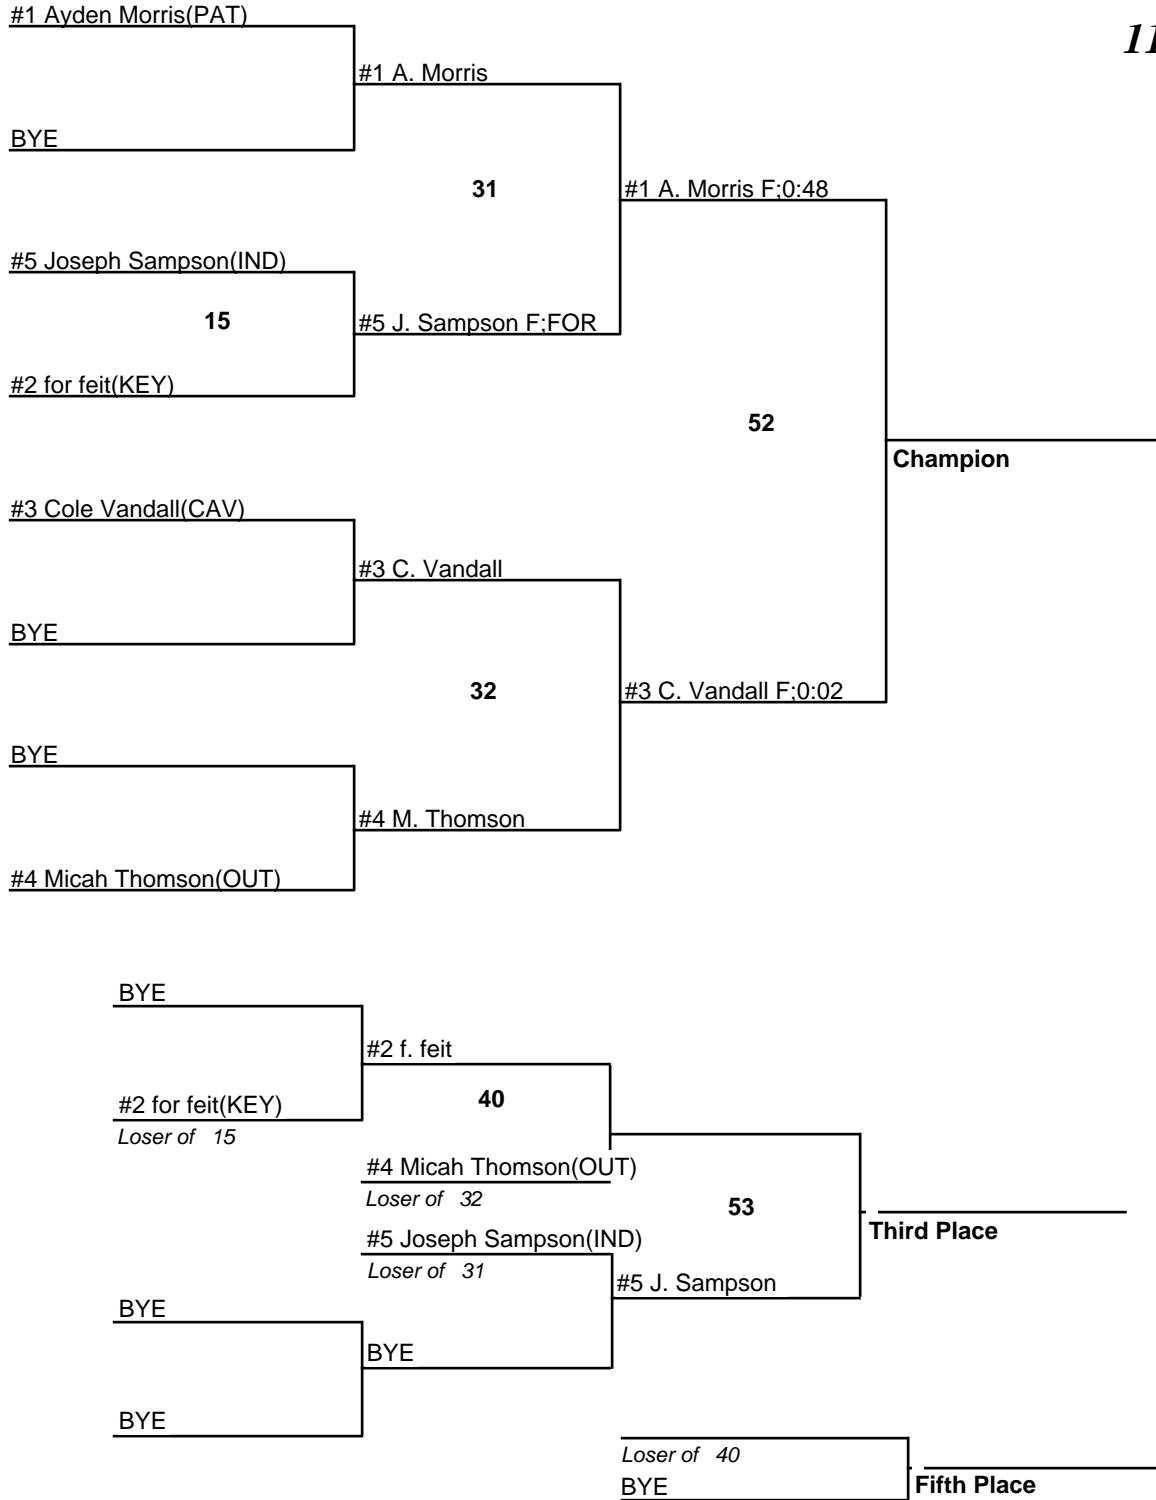 #1 Ayden Morris(PAT)
11
#1 A. Morris
BYE
31
#1 A. Morris F;0:48
#5 Joseph Sampson(IND)
15
#5 J. Sampson F;FOR
#2 for feit(KEY)
52
Champion
#3 Cole Vandall(CAV)
#3 C. Vandall
BYE
32
#3 C. Vandall F;0:02
BYE
#4 M. Thomson
#4 Micah Thomson(OUT)
BYE
#2 f. feit
#2 for feit(KEY)
40
Loser of 15
#4 Micah Thomson(OUT)
Loser of 32
53
Third Place
#5 Joseph Sampson(IND)
Loser of 31
#5 J. Sampson
BYE
BYE
BYE
Loser of 40
BYE
Fifth Place